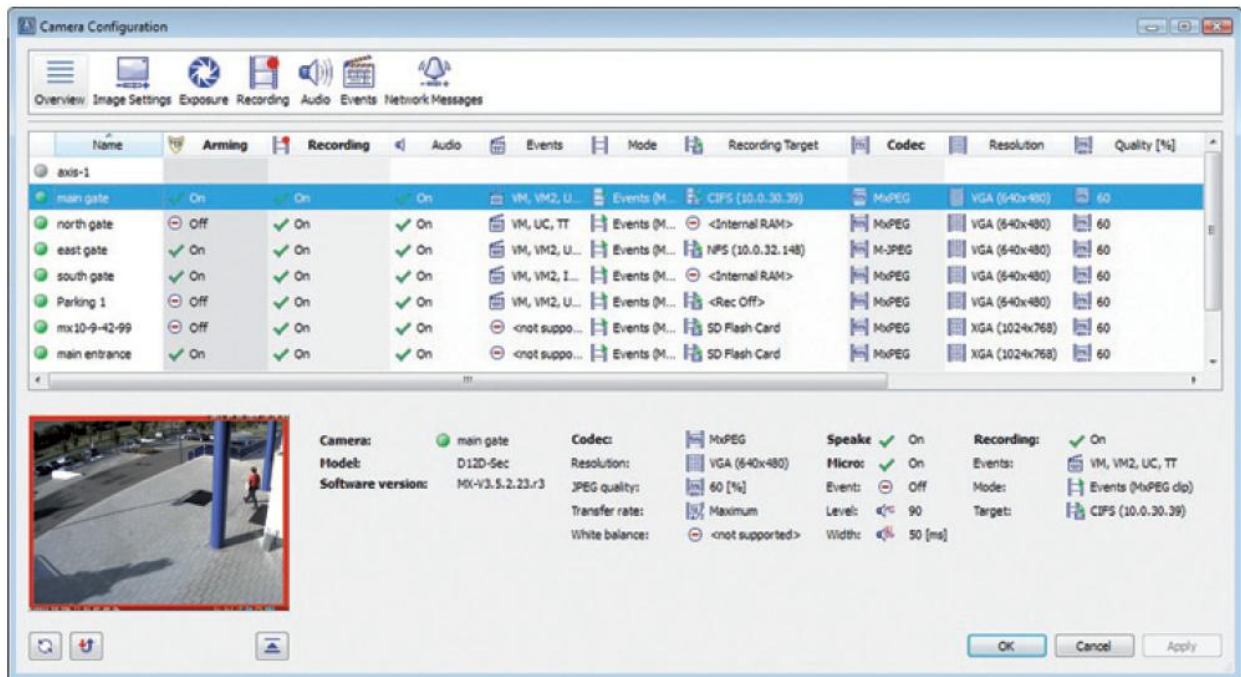 Camera Configuration
Overview Image Settings Exposure Recording Audio Events Network Messages
Name Arming Recording Audio Events Mode Recording Target Codec Resolution Quality [%]
axis-1
main gate On On On VM, VM2, U... Events (M... CIFS (10.0.30.39) MxPEG VGA (640x480) 60
north gate Off On On VM, UC, TT Events (M... <Internal RAM> MxPEG VGA (640x480) 60
east gate On On On VM, VM2, U... Events (M... NFS (10.0.32.148) M-JPEG VGA (640x480) 60
south gate On On On VM, VM2, I... Events (M... <Internal RAM> MxPEG VGA (640x480) 60
Parking 1 Off On On VM, VM2, U... Events (M... <Rec Off> MxPEG VGA (640x480) 60
mx10-9-42-99 Off On On <not suppo... Events (M... SD Flash Card MxPEG XGA (1024x768) 60
main entrance On On On <not suppo... Events (M... SD Flash Card MxPEG XGA (1024x768) 60
Camera: main gate Codec: MxPEG Speake On Recording: On
Model: D12D-Sec Resolution: VGA (640x480) Micro: On Events: VM, VM2, UC, TT
Software version: MX-V3.5.2.23.r3 JPEG quality: 60 [%] Event: Off Mode: Events (MxPEG clip)
Transfer rate: Maximum Level: 90 Target: CIFS (10.0.30.39)
White balance: <not supported> Width: 50 [ms]
OK Cancel Apply